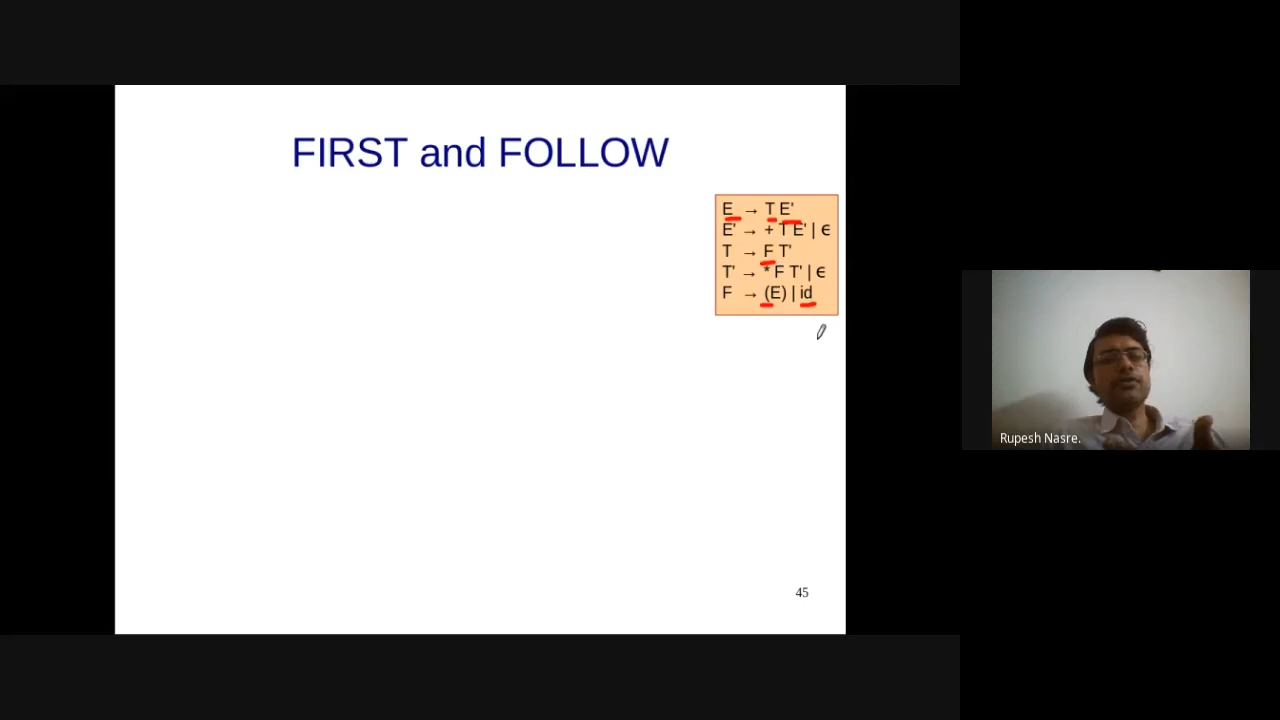 FIRST and FOLLOW
E → T E'
E' → + T E' | ϵ
T → F T'
T' → * F T' | ϵ
F → (E) | id
45
Rupesh Nasre.